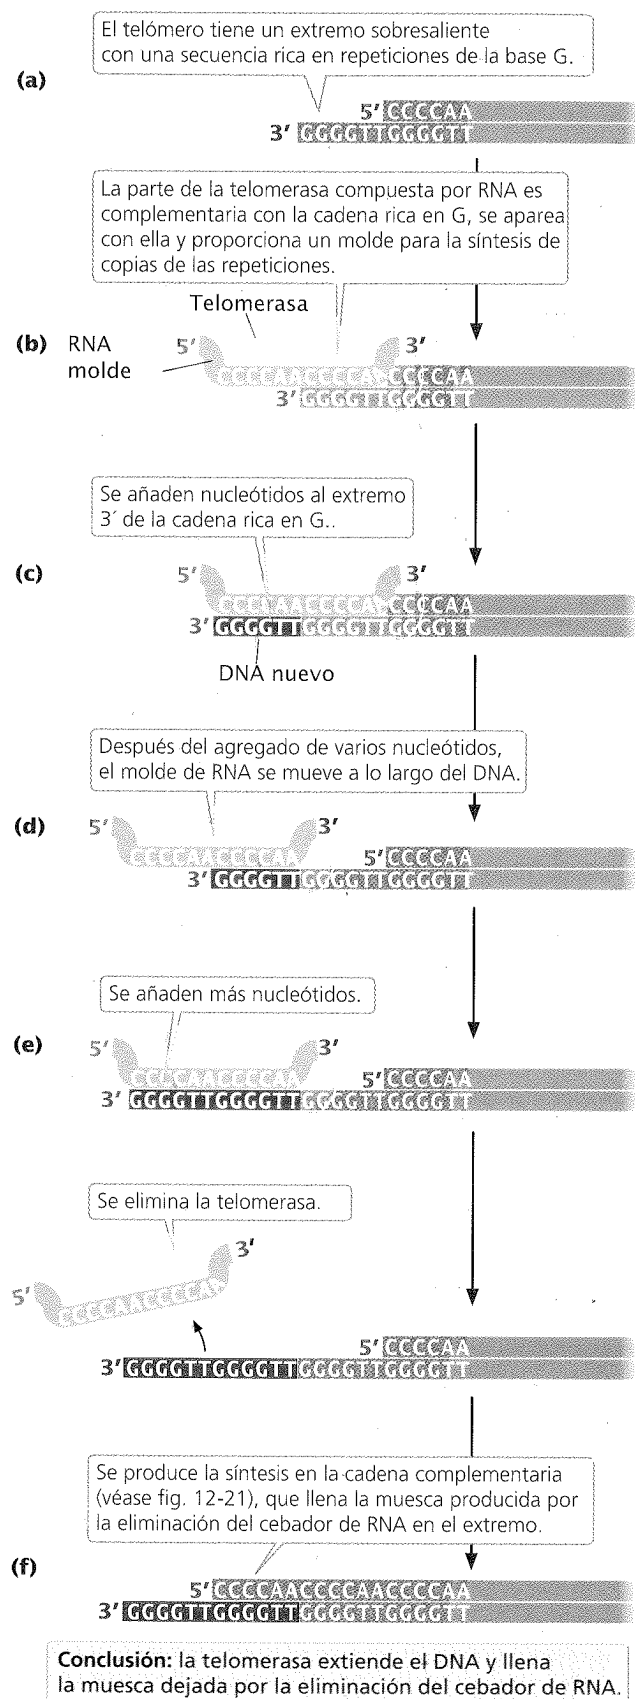 El telómero tiene un extremo sobresaliente
con una secuencia rica en repeticiones de la base G.
(a)
5′ CCCCAA
3′ GGGGTTGGGGTT
La parte de la telomerasa compuesta por RNA es
complementaria con la cadena rica en G, se aparea
con ella y proporciona un molde para la síntesis de
copias de las repeticiones.
Telomerasa
(b) RNA
molde
5′ 3′
CCCCAACCCCAACCCCAA
3′ GGGGTTGGGGTT
Se añaden nucleótidos al extremo
3´ de la cadena rica en G..
(c)
5′ 3′
CCCCAACCCCAACCCCAA
3′ GGGGTTGGGGTTGGGGTT
DNA nuevo
Después del agregado de varios nucleótidos,
el molde de RNA se mueve a lo largo del DNA.
(d)
5′ 3′
CCCCAACCCCAA 5′ CCCCAA
3′ GGGGTTGGGGTTGGGGTT
Se añaden más nucleótidos.
(e)
5′ 3′
CCCCAACCCCAA 5′ CCCCAA
3′ GGGGTTGGGGTTGGGGTTGGGGTT
Se elimina la telomerasa.
5′ 3′
CCCCAACCCCAA
5′ CCCCAA
3′ GGGGTTGGGGTTGGGGTTGGGGTT
Se produce la síntesis en la cadena complementaria
(véase fig. 12-21), que llena la muesca producida por
la eliminación del cebador de RNA en el extremo.
(f)
5′ CCCCAACCCCAACCCCAA
3′ GGGGTTGGGGTTGGGGTTGGGGTT
Conclusión: la telomerasa extiende el DNA y llena
la muesca dejada por la eliminación del cebador de RNA.